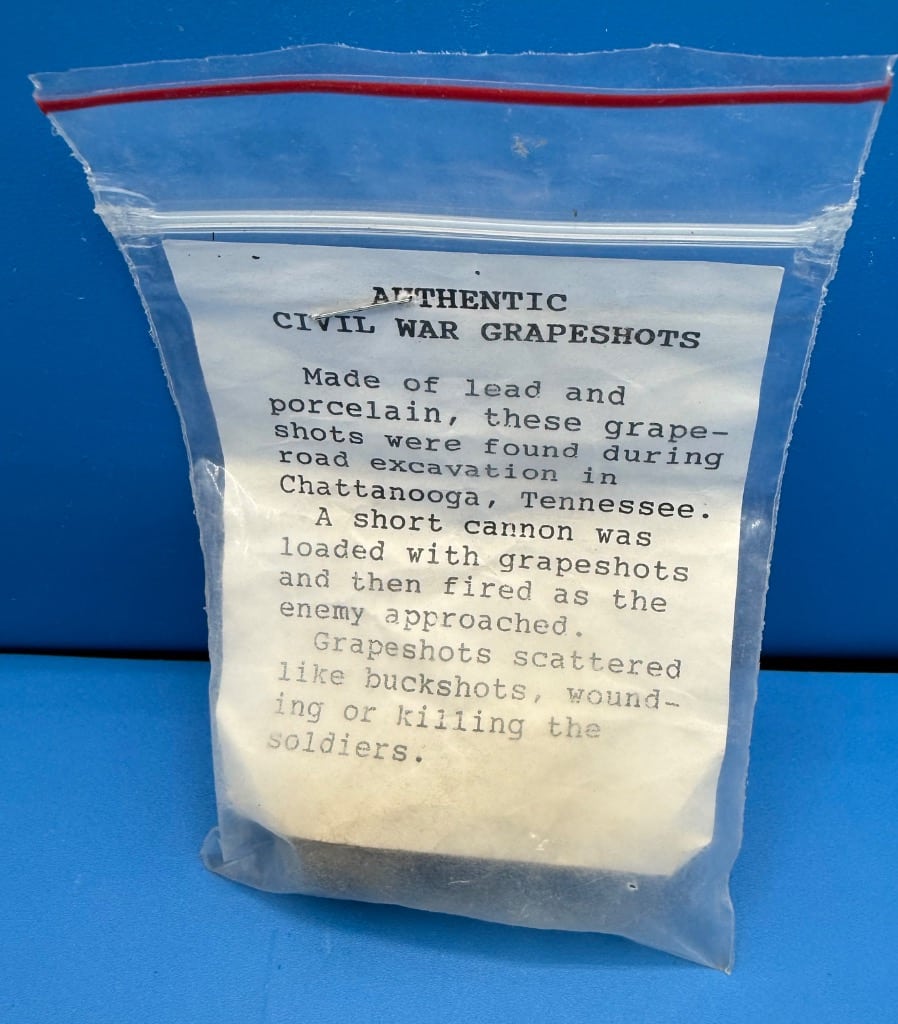 AUTHENTIC
CIVIL WAR GRAPESHOTS
Made of lead and
porcelain, these grape-
shots were found during
road excavation in
Chattanooga, Tennessee.
A short cannon was
loaded with grapeshots
and then fired as the
enemy approached.
Grapeshots scattered
like buckshots, wound-
ing or killing the
soldiers.